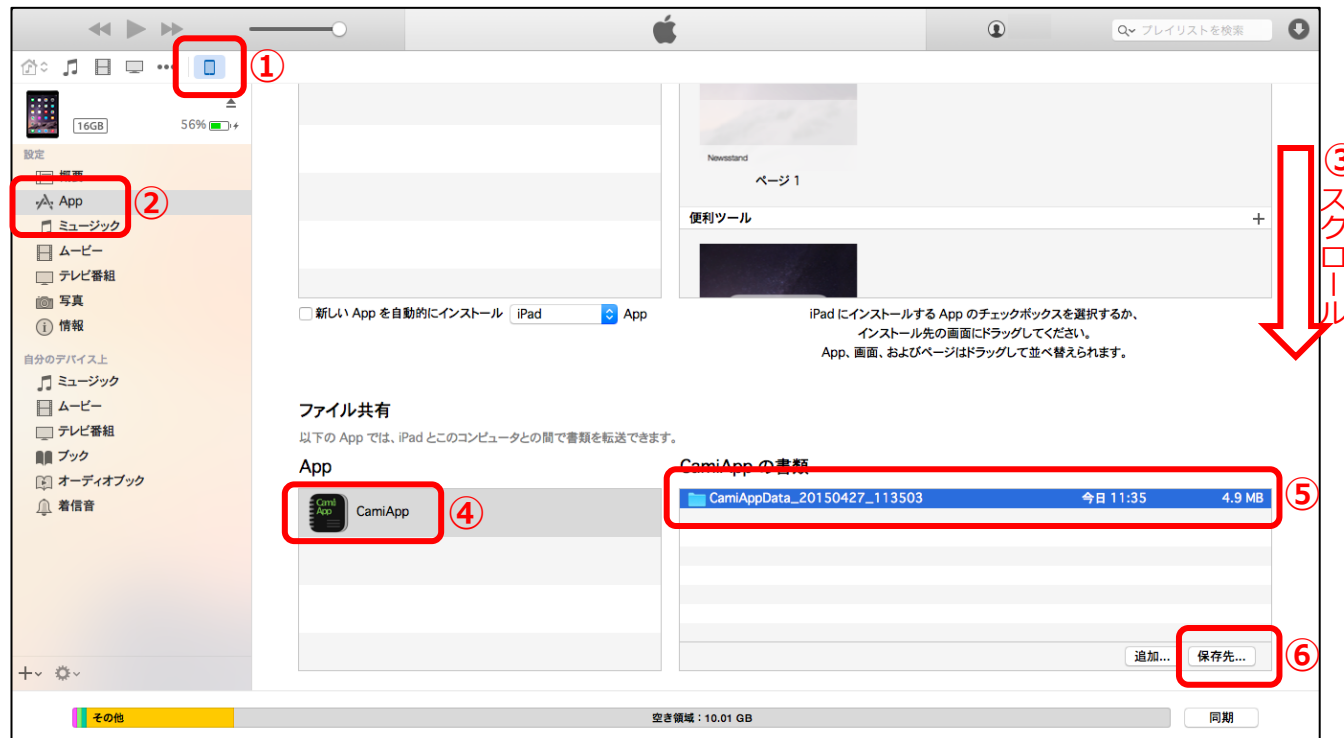 プレイリストを検索
①
16GB
56%
設定
概要
App
②
ミュージック
ムービー
テレビ番組
写真
情報
自分のデバイス上
ミュージック
ムービー
テレビ番組
ブック
オーディオブック
着信音
Newsstand
ページ 1
便利ツール
③
スクロール
新しい App を自動的にインストール iPad App
iPad にインストールする App のチェックボックスを選択するか、
インストール先の画面にドラッグしてください。
App、画面、およびページはドラッグして並べ替えられます。
ファイル共有
以下の App では、iPad とこのコンピュータとの間で書類を転送できます。
App
CamiApp の書類
Cami
App
CamiApp
④
CamiAppData_20150427_113503 今日 11:35 4.9 MB
⑤
追加... 保存先...
⑥
その他
空き領域：10.01 GB
同期